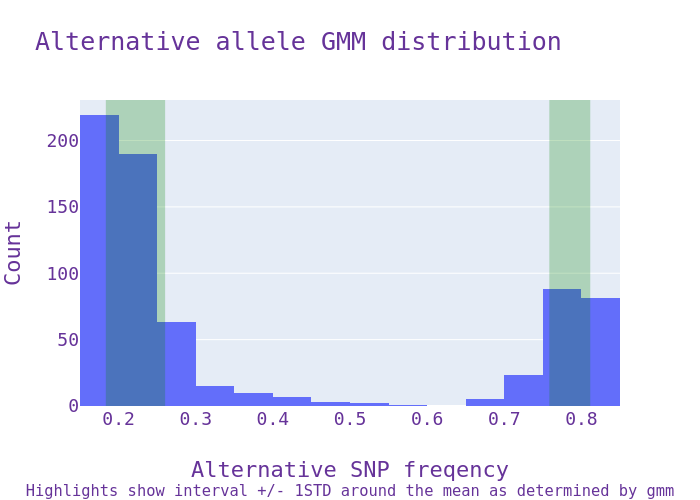 Alternative allele GMM distribution
Count
200
150
100
50
0
0.2 0.3 0.4 0.5 0.6 0.7 0.8
Alternative SNP freqency
Highlights show interval +/- 1STD around the mean as determined by gmm